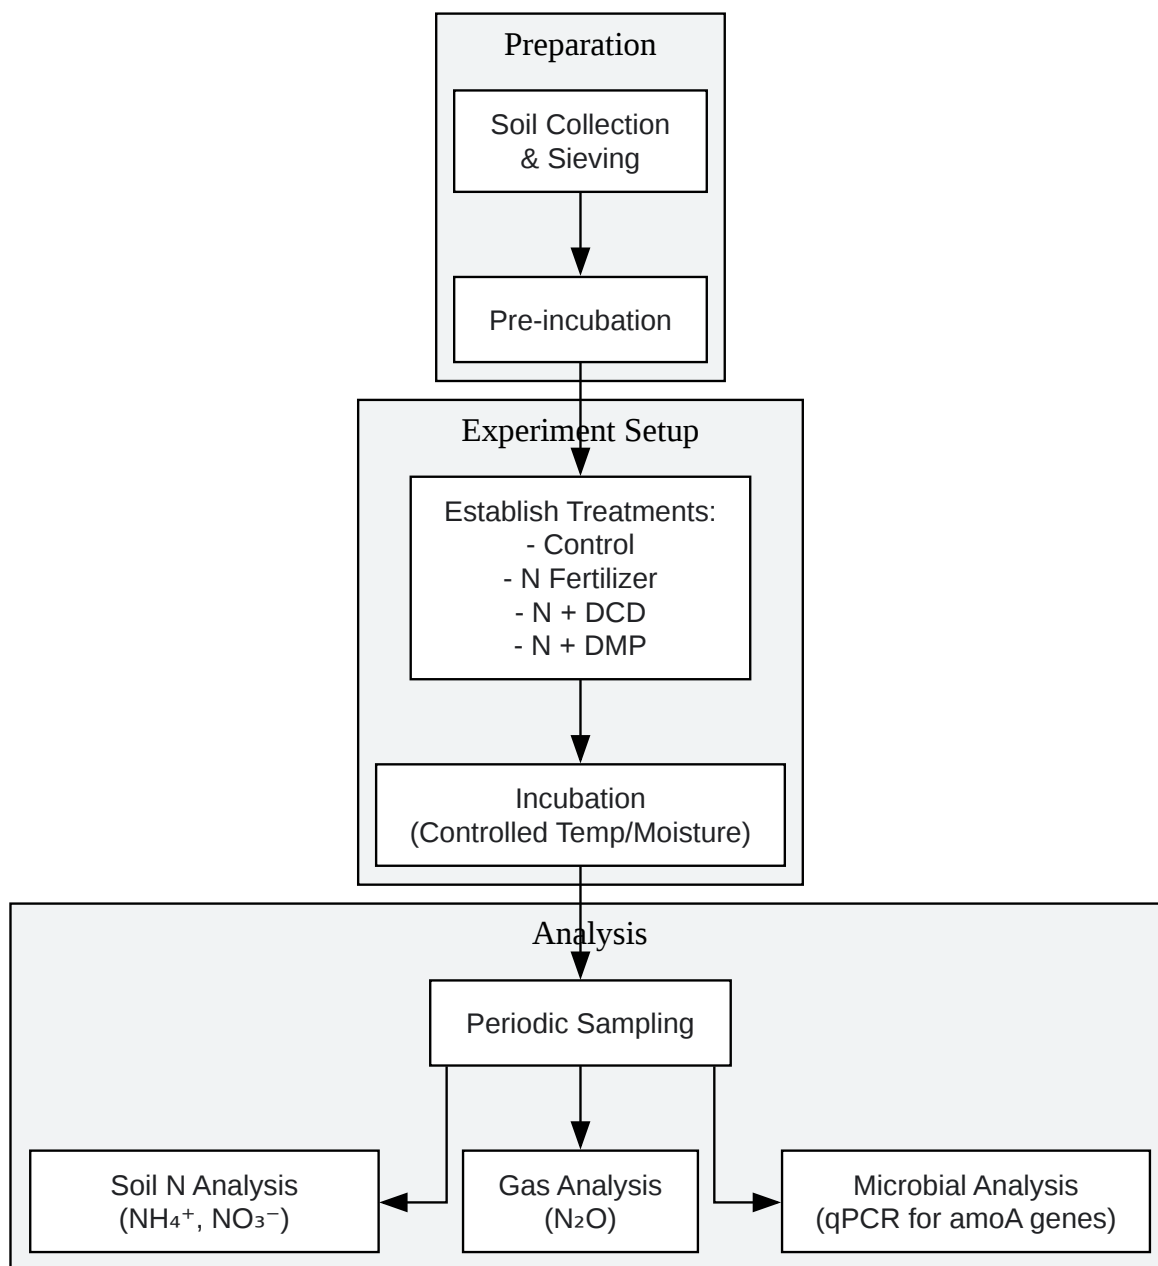 Preparation
Soil Collection
& Sieving
Pre-incubation
Experiment Setup
Establish Treatments:
- Control
- N Fertilizer
- N + DCD
- N + DMP
Incubation
(Controlled Temp/Moisture)
Analysis
Periodic Sampling
Soil N Analysis
(NH₄⁺, NO₃⁻)
Gas Analysis
(N₂O)
Microbial Analysis
(qPCR for amoA genes)